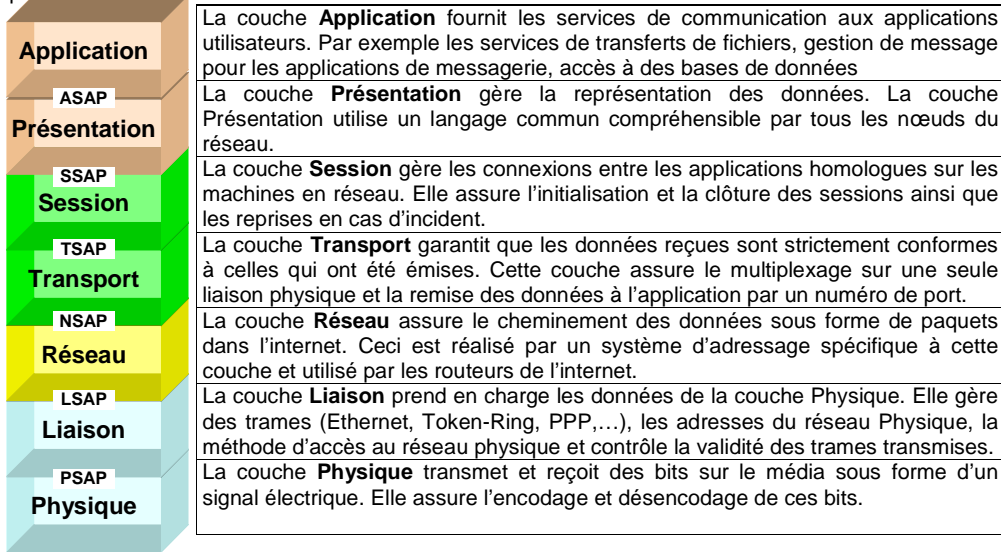 Application
La couche Application fournit les services de communication aux applications
utilisateurs. Par exemple les services de transferts de fichiers, gestion de message
pour les applications de messagerie, accès à des bases de données
ASAP
Présentation
La couche Présentation gère la représentation des données. La couche
Présentation utilise un langage commun compréhensible par tous les nœuds du
réseau.
SSAP
Session
La couche Session gère les connexions entre les applications homologues sur les
machines en réseau. Elle assure l'initialisation et la clôture des sessions ainsi que
les reprises en cas d'incident.
TSAP
Transport
La couche Transport garantit que les données reçues sont strictement conformes
à celles qui ont été émises. Cette couche assure le multiplexage sur une seule
liaison physique et la remise des données à l'application par un numéro de port.
NSAP
Réseau
La couche Réseau assure le cheminement des données sous forme de paquets
dans l'internet. Ceci est réalisé par un système d'adressage spécifique à cette
couche et utilisé par les routeurs de l'internet.
LSAP
Liaison
La couche Liaison prend en charge les données de la couche Physique. Elle gère
des trames (Ethernet, Token-Ring, PPP,…), les adresses du réseau Physique, la
méthode d'accès au réseau physique et contrôle la validité des trames transmises.
PSAP
Physique
La couche Physique transmet et reçoit des bits sur le média sous forme d'un
signal électrique. Elle assure l'encodage et désencodage de ces bits.